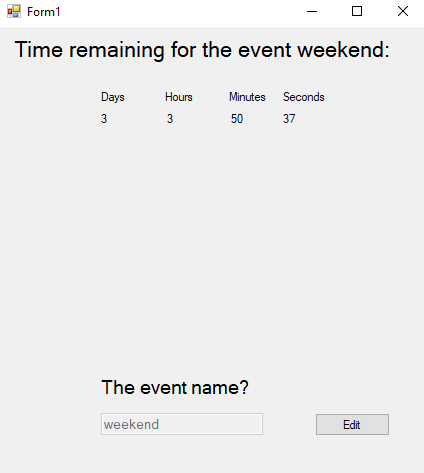 Form1
Time remaining for the event weekend:
Days Hours Minutes Seconds
3 3 50 37
The event name?
weekend
Edit